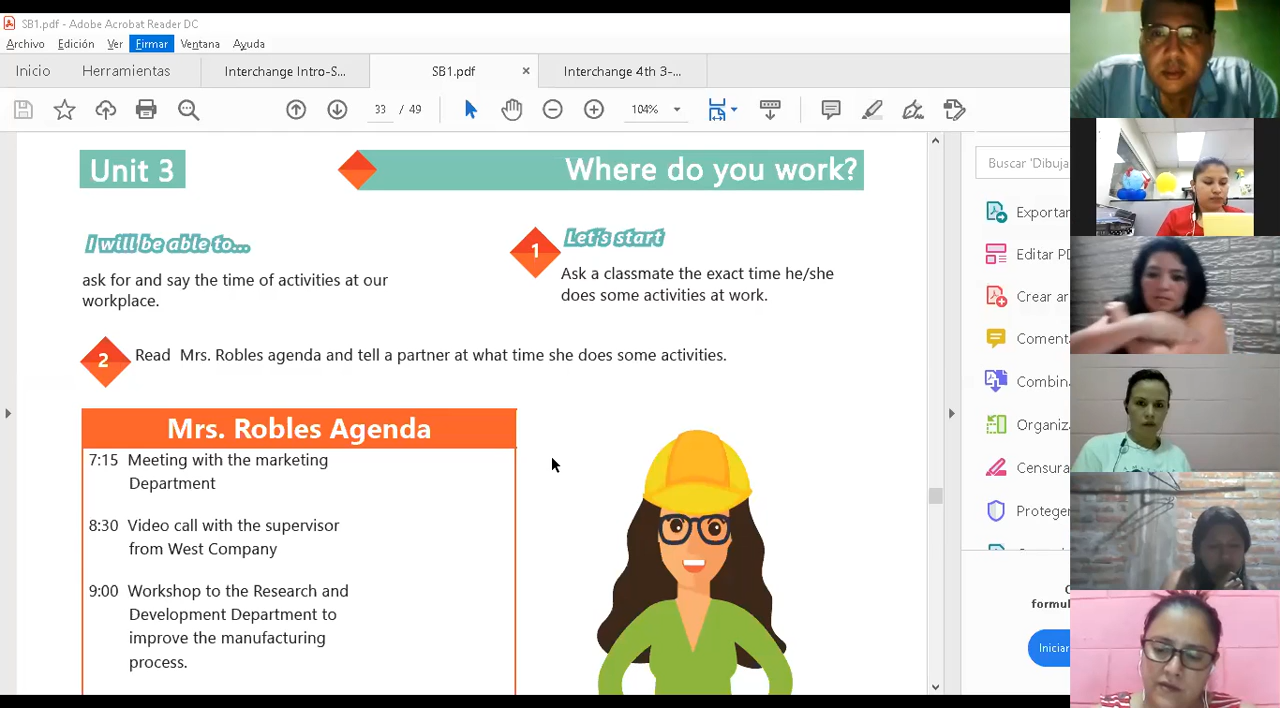 SB1.pdf - Adobe Acrobat Reader DC
Archivo Edición Ver Firmar Ventana Ayuda
Inicio Herramientas Interchange Intro-S... SB1.pdf × Interchange 4th 3-...
33 / 49 104%
Unit 3 Where do you work?
Buscar 'Dibuja
I will be able to...
ask for and say the time of activities at our
workplace.
1 Let's start
Ask a classmate the exact time he/she
does some activities at work.
2 Read Mrs. Robles agenda and tell a partner at what time she does some activities.
Mrs. Robles Agenda
7:15 Meeting with the marketing
Department
8:30 Video call with the supervisor
from West Company
9:00 Workshop to the Research and
Development Department to
improve the manufacturing
process.
Exportar
Editar PD
Crear ar
Coment
Combin
Organiz
Censura
Proteger
formul
Iniciar